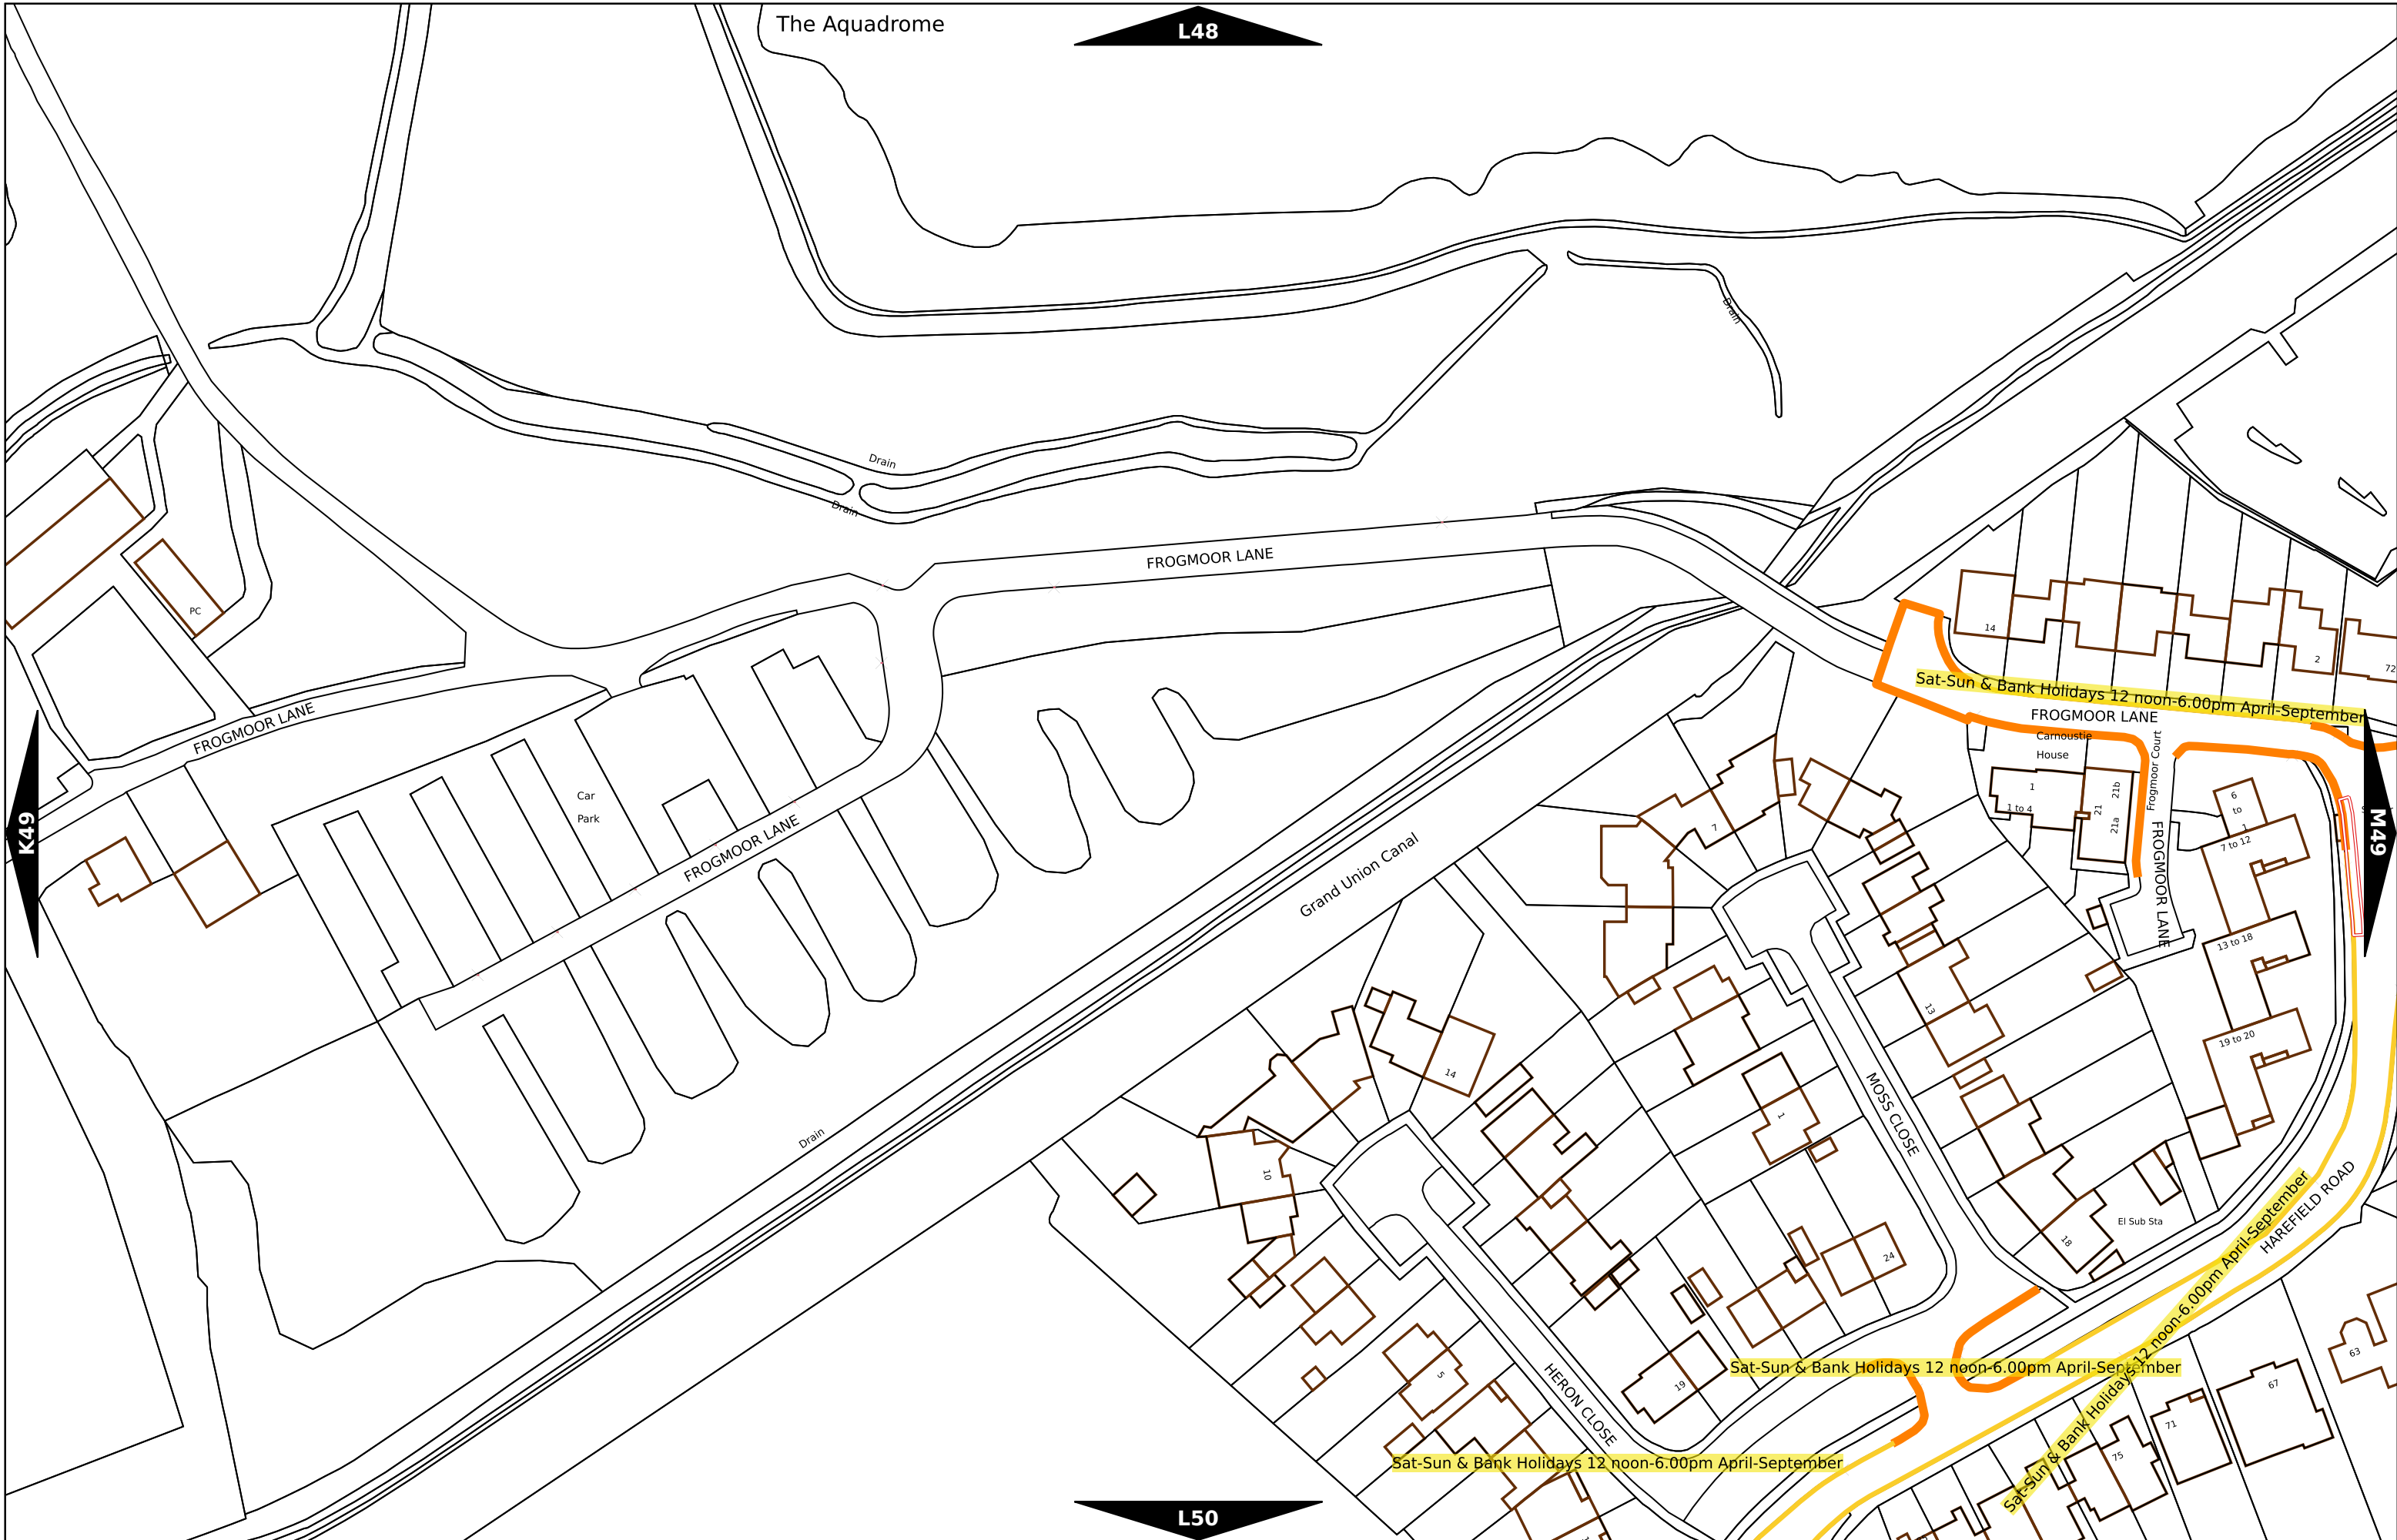 The Aquadrome
L48
Drain
Drain
Drain
FROGMOOR LANE
PC
14
2
72
Sat-Sun & Bank Holidays 12 noon-6.00pm April-September
FROGMOOR LANE
FROGMOOR LANE
Carnoustie
House
Frogmoor Court
1
1 to 4
21
21b
21a
FROGMOOR LANE
6
to
1
7 to 12
13 to 18
19 to 20
K49
M49
Car
Park
FROGMOOR LANE
Grand Union Canal
7
13
14
1
MOSS CLOSE
Drain
10
El Sub Sta
18
24
HAREFIELD ROAD
Sat-Sun & Bank Holidays 12 noon-6.00pm April-September
Sat-Sun & Bank Holidays 12 noon-6.00pm April-September
5
19
HERON CLOSE
63
67
71
75
Sat-Sun & Bank Holidays 12 noon-6.00pm April-September
L50